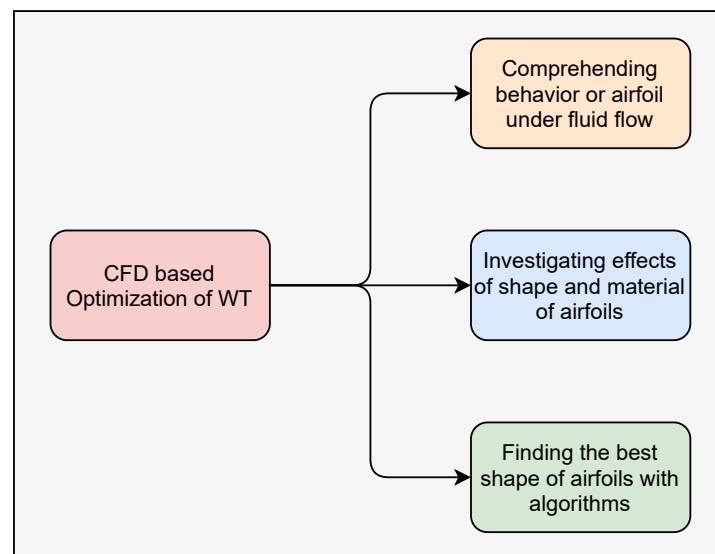 Comprehending
behavior or airfoil
under fluid flow
CFD based
Optimization of WT
Investigating effects
of shape and material
of airfoils
Finding the best
shape of airfoils with
algorithms